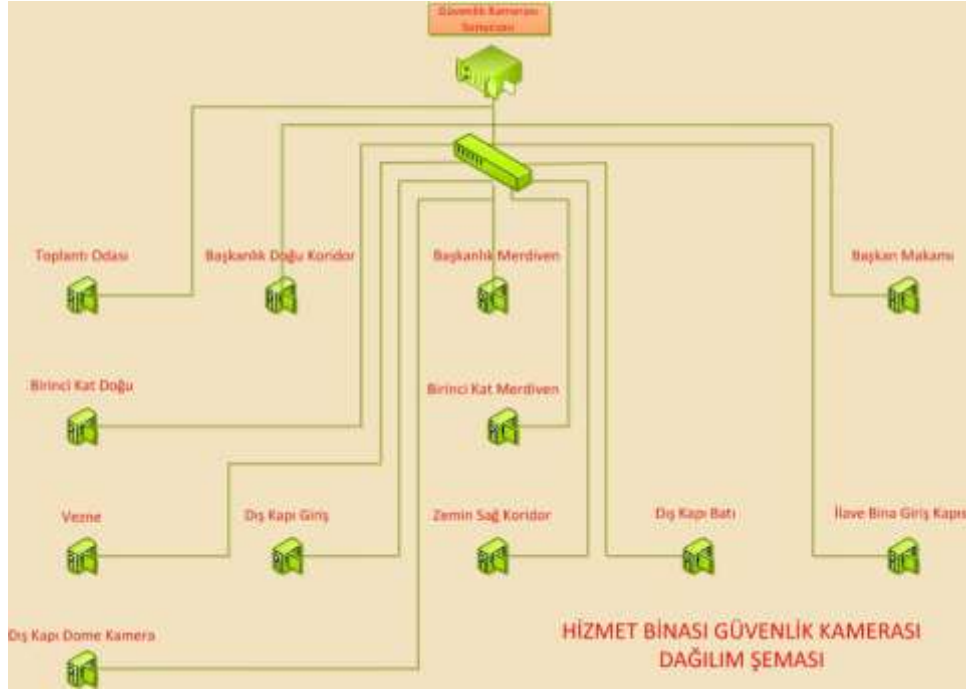 Güvenlik Kamerası
Sunucusu
Toplantı Odası
Başkanlık Doğu Koridor
Başkanlık Merdiven
Başkan Makamı
Birinci Kat Doğu
Birinci Kat Merdiven
Vezne
Dış Kapı Giriş
Zemin Sağ Koridor
Dış Kapı Batı
İlave Bina Giriş Kapısı
Dış Kapı Dome Kamera
HİZMET BİNASI GÜVENLİK KAMERASI
DAĞILIM ŞEMASI